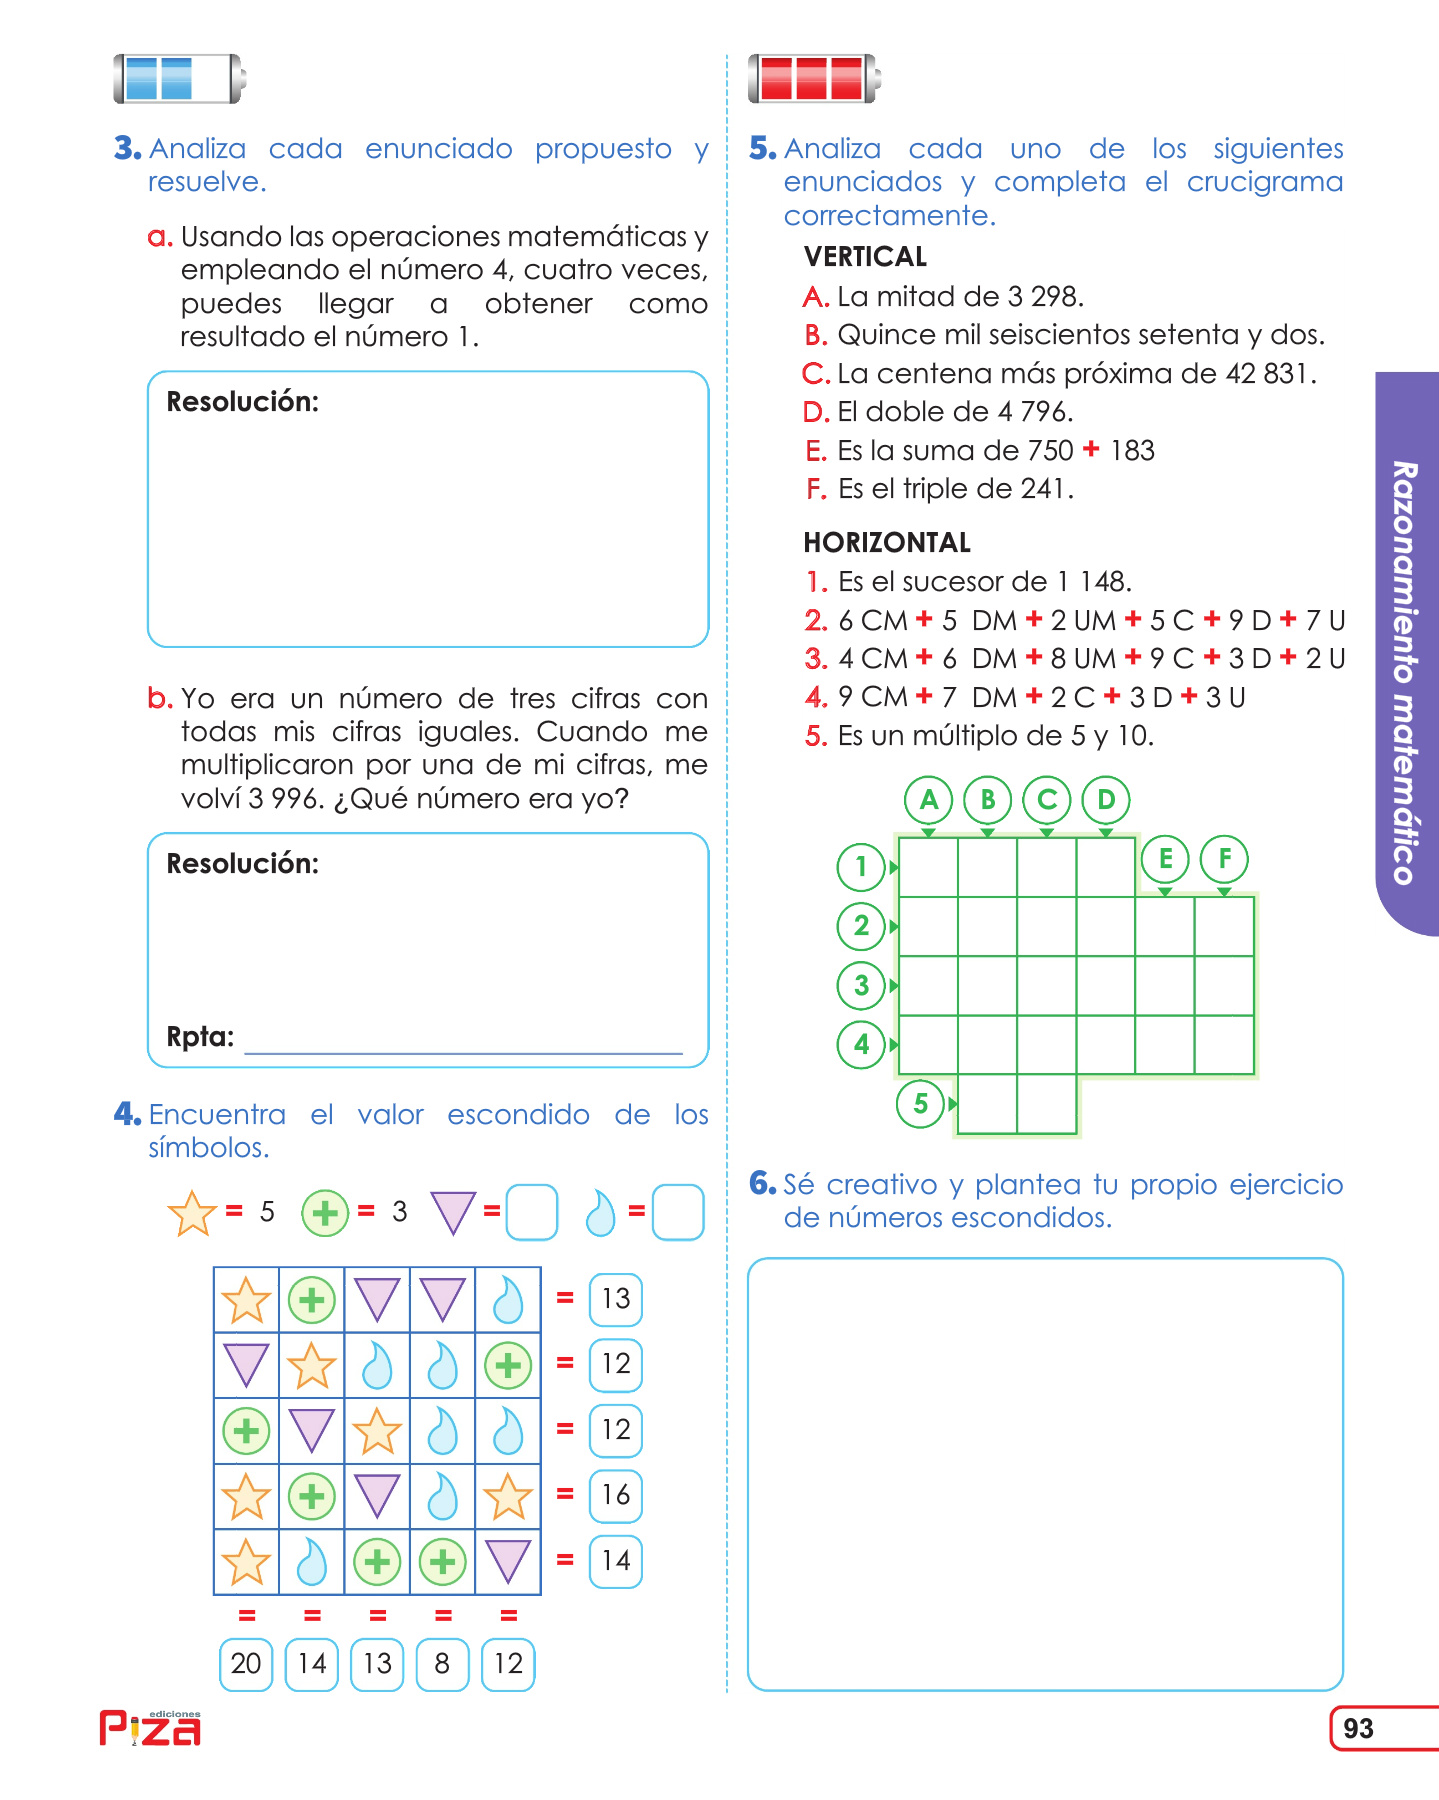 3. Analiza cada enunciado propuesto y
resuelve.
a. Usando las operaciones matemáticas y
empleando el número 4, cuatro veces,
puedes llegar a obtener como
resultado el número 1.
Resolución:
b. Yo era un número de tres cifras con
todas mis cifras iguales. Cuando me
multiplicaron por una de mi cifras, me
volví 3 996. ¿Qué número era yo?
Resolución:
Rpta:
4. Encuentra el valor escondido de los
símbolos.
= 5 + = 3 = =
+ = 13
+ = 12
+ = 12
+ = 16
+ + = 14
= = = = =
20 14 13 8 12
ediciones
Piza
5. Analiza cada uno de los siguientes
enunciados y completa el crucigrama
correctamente.
VERTICAL
A. La mitad de 3 298.
B. Quince mil seiscientos setenta y dos.
C. La centena más próxima de 42 831.
D. El doble de 4 796.
E. Es la suma de 750 + 183
F. Es el triple de 241.
HORIZONTAL
1. Es el sucesor de 1 148.
2. 6 CM + 5 DM + 2 UM + 5 C + 9 D + 7 U
3. 4 CM + 6 DM + 8 UM + 9 C + 3 D + 2 U
4. 9 CM + 7 DM + 2 C + 3 D + 3 U
5. Es un múltiplo de 5 y 10.
A B C D
1 E F
2
3
4
5
6. Sé creativo y plantea tu propio ejercicio
de números escondidos.
Razonamiento matemático
93